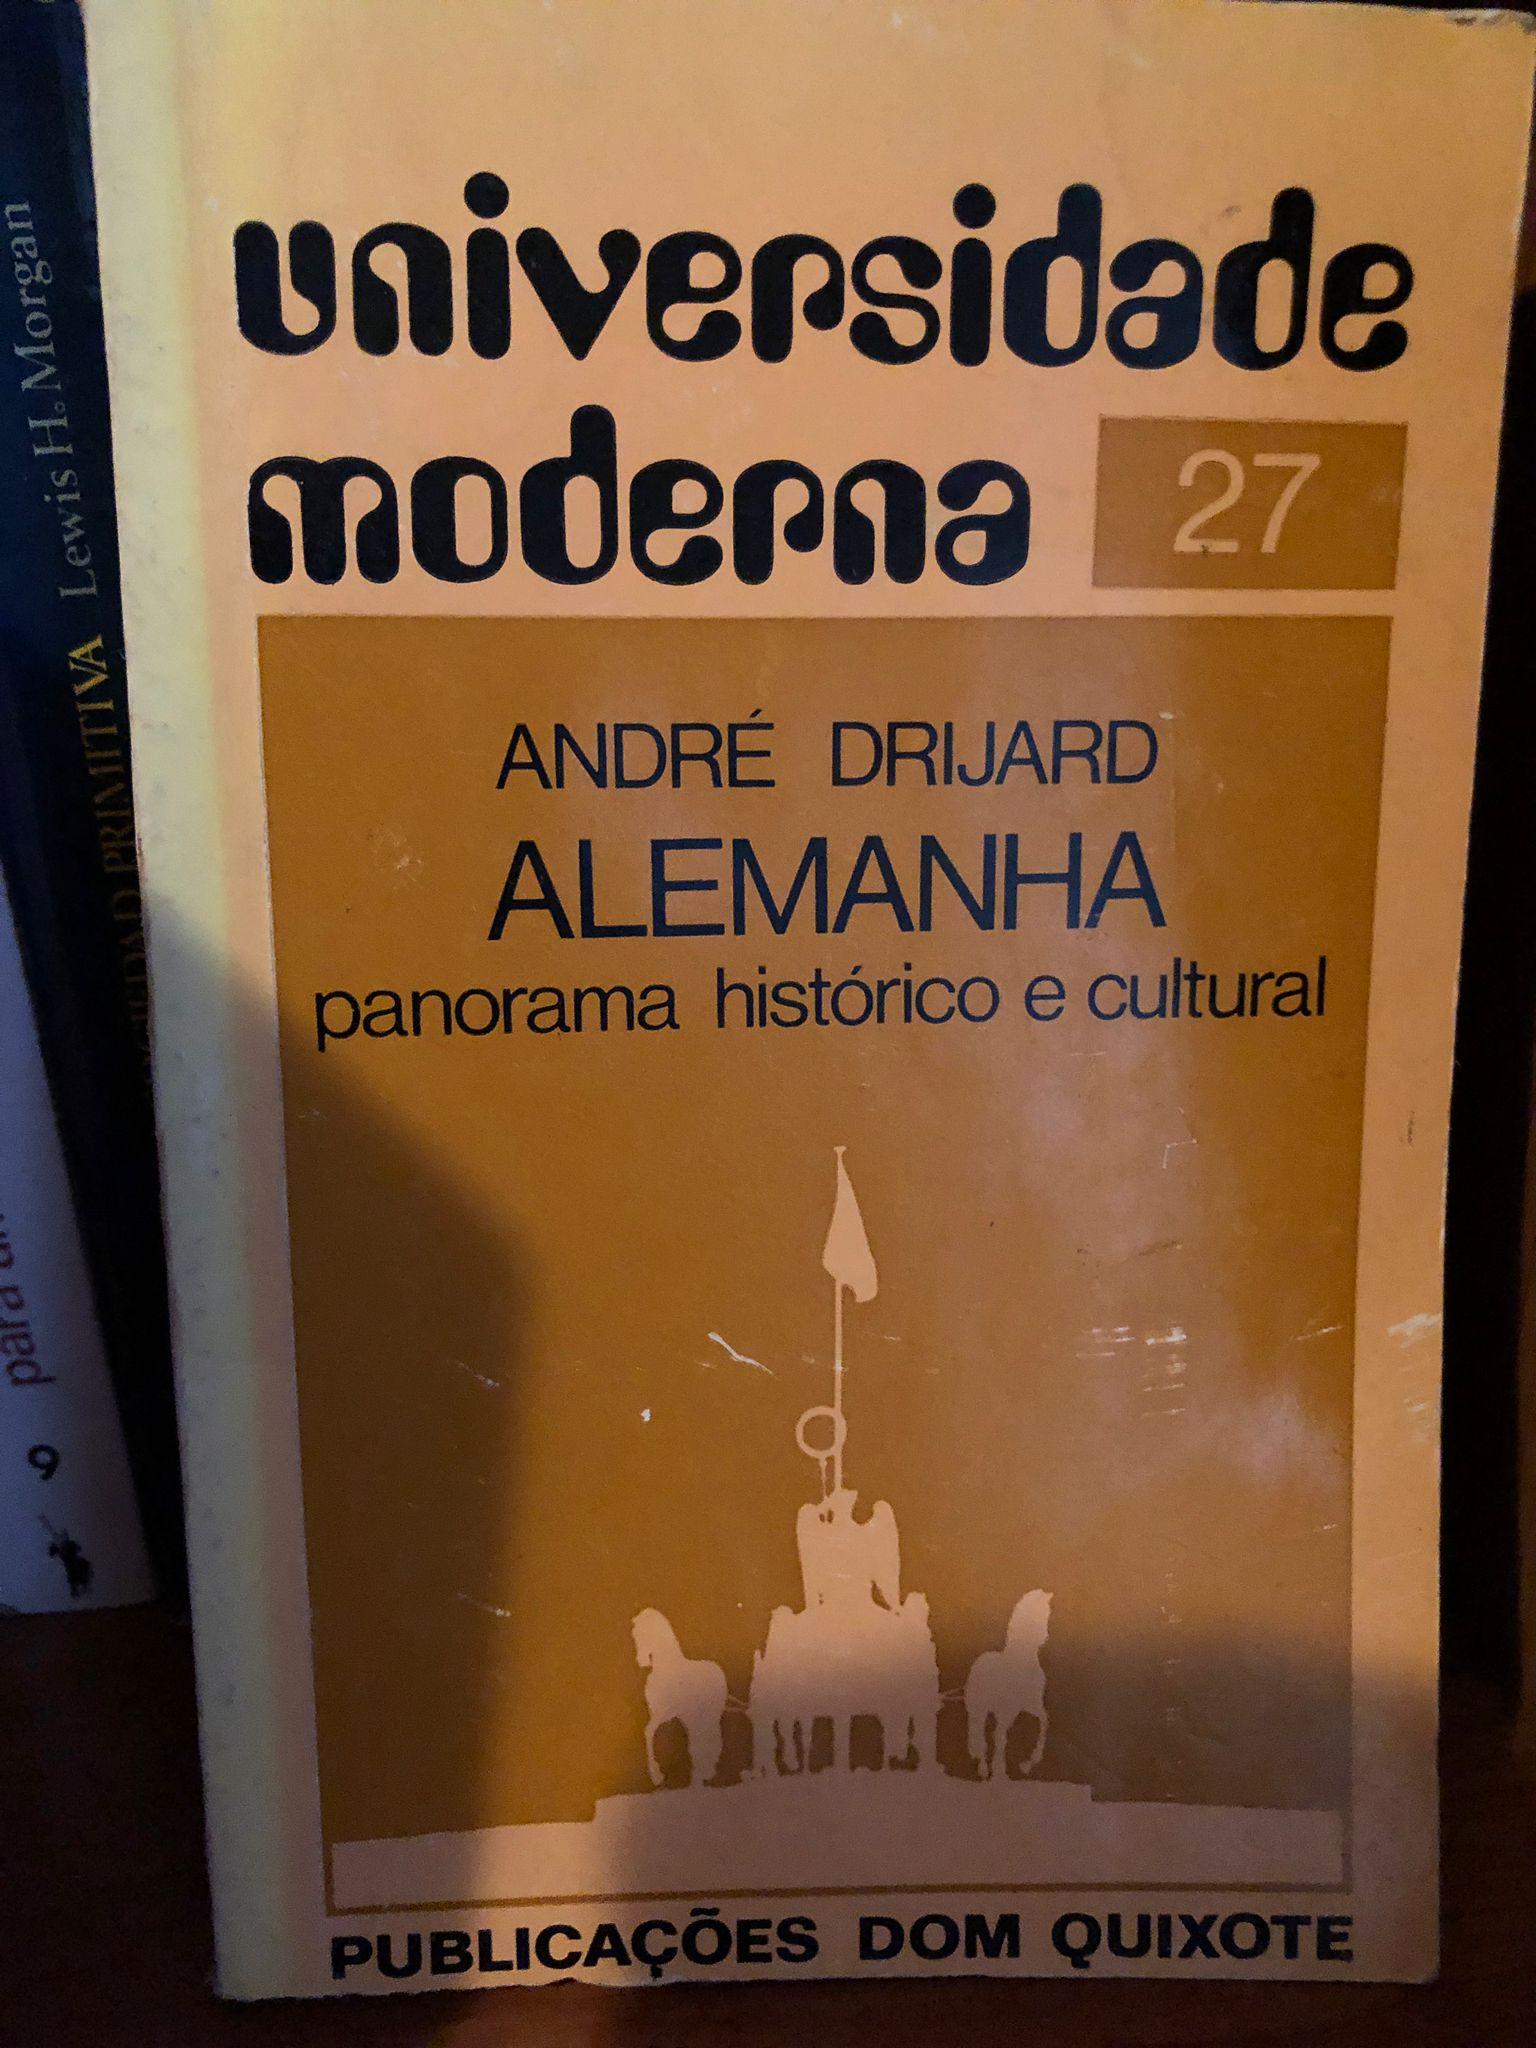 universidade
moderna 27
ANDRÉ DRIJARD
ALEMANHA
panorama histórico e cultural
PUBLICAÇÕES DOM QUIXOTE
PRIMITIVA Lewis H. Morgan
para
9